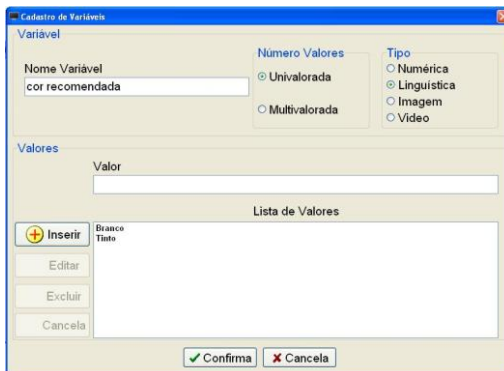 Cadastro de Variáveis
Variável
Nome Variável
cor recomendada
Número Valores
Univalorada
Multivalorada
Tipo
Numérica
Linguística
Imagem
Video
Valores
Valor
Lista de Valores
Inserir
Editar
Excluir
Cancela
Branco
Tinto
Confirma
Cancela